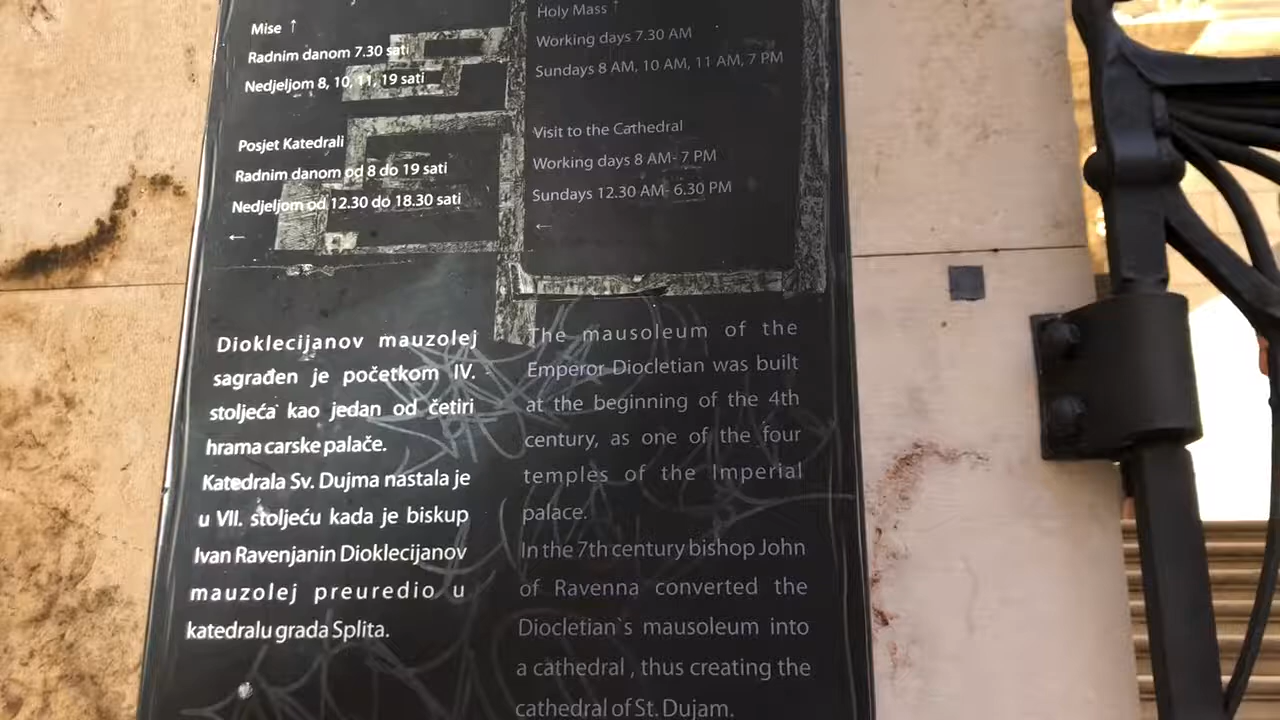 Mise ↑
Radnim danom 7.30 sati
Nedjeljom 8, 10, 11, 19 sati
Posjet Katedrali
Radnim danom od 8 do 19 sati
Nedjeljom od 12.30 do 18.30 sati
←
Dioklecijanov mauzolej
sagrađen je početkom IV.
stoljeća kao jedan od četiri
hrama carske palače.
Katedrala Sv. Dujma nastala je
u VII. stoljeću kada je biskup
Ivan Ravenjanin Dioklecijanov
mauzolej preuredio u
katedralu grada Splita.
Holy Mass ↑
Working days 7.30 AM
Sundays 8 AM, 10 AM, 11 AM, 7 PM
Visit to the Cathedral
Working days 8 AM- 7 PM
Sundays 12.30 AM- 6.30 PM
←
The mausoleum of the
Emperor Diocletian was built
at the beginning of the 4th
century, as one of the four
temples of the Imperial
palace.
In the 7th century bishop John
of Ravenna converted the
Diocletian`s mausoleum into
a cathedral , thus creating the
cathedral of St. Dujam.